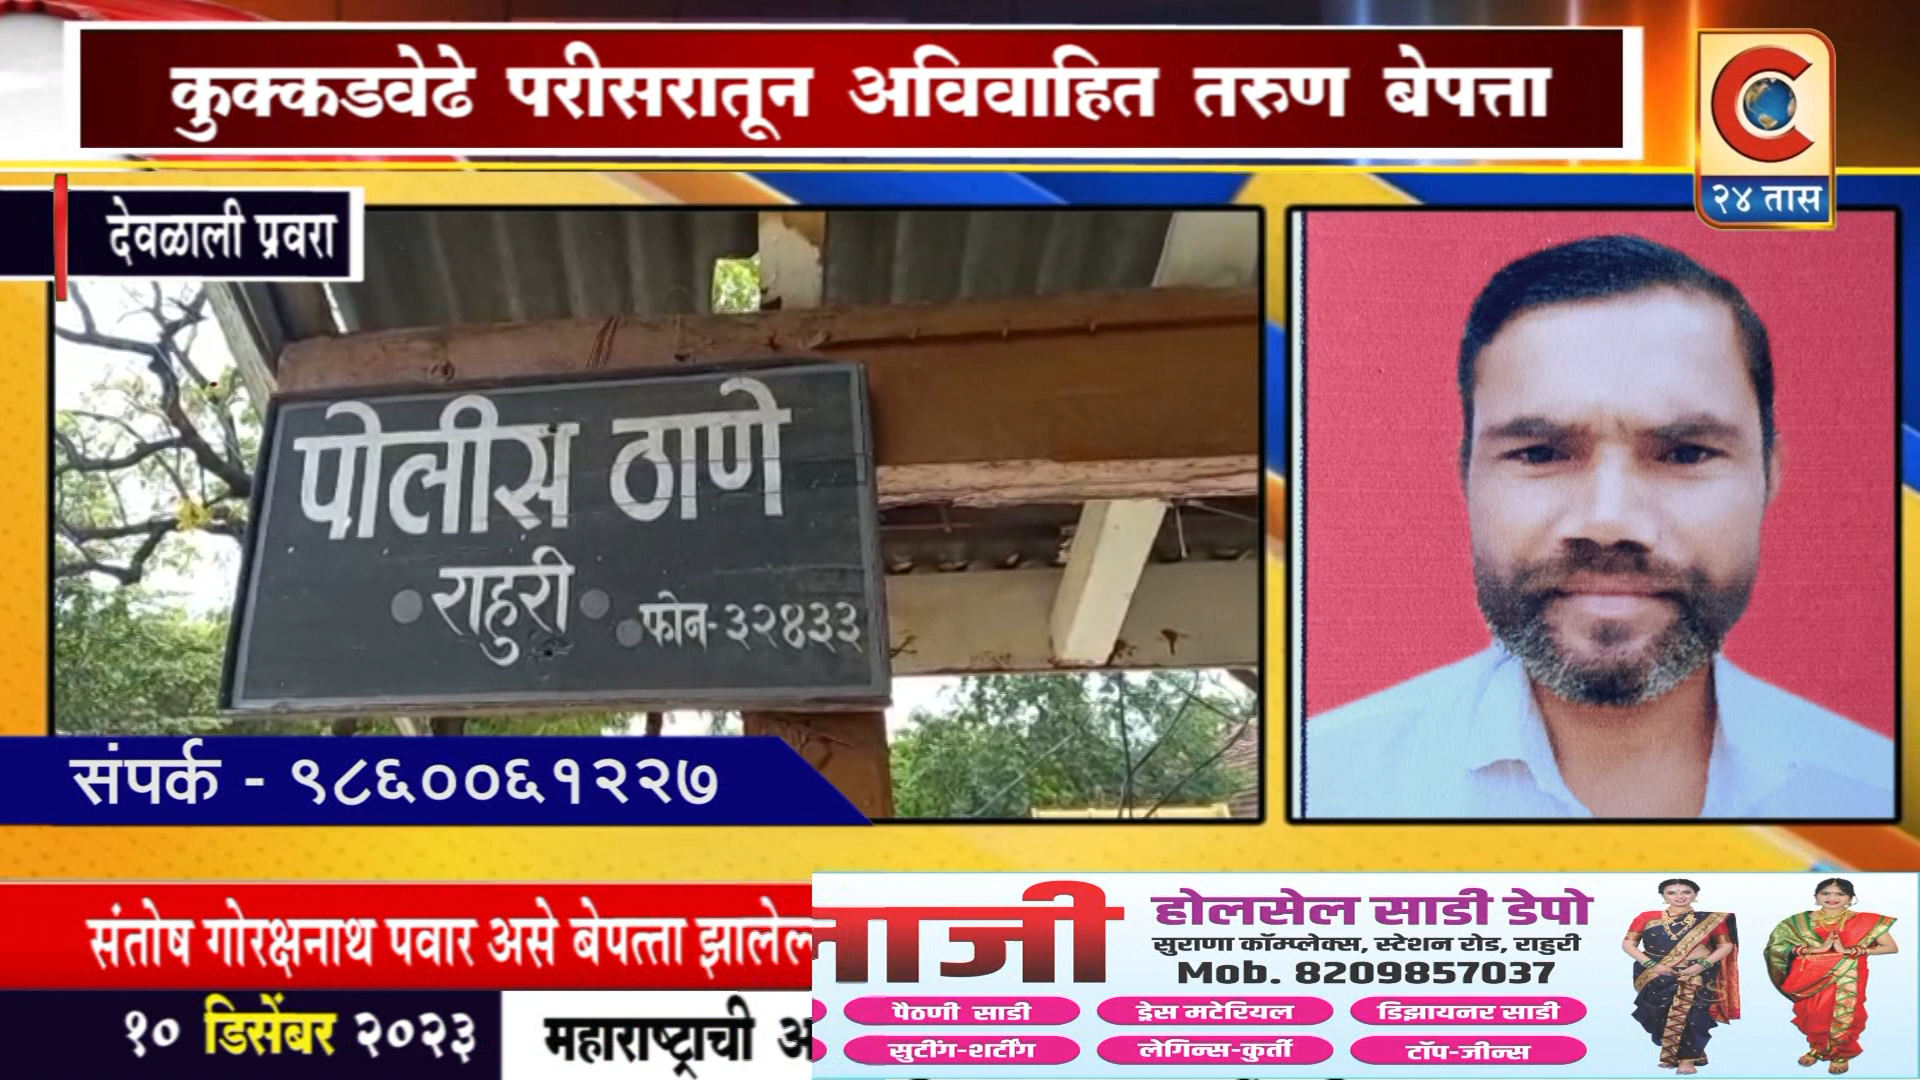 कुक्कडवेढे परीसरातून अविवाहित तरुण बेपत्ता
C
२४ तास
देवळाली प्रवरा
पोलीस ठाणे
राहुरी
फोन-३२४३३
संपर्क - ९८६००६१२२७
संतोष गोरक्षनाथ पवार असे बेपत्ता
१० डिसेंबर २०२३
महाराष्ट्राची
होलसेल साडी डेपो
सुराणा कॉम्प्लेक्स, स्टेशन रोड, राहुरी
Mob. 8209857037
पैठणी साडी
ड्रेस मटेरियल
डिझायनर साडी
सुटींग-शर्टींग
लेगिन्स-कुर्ती
टॉप-जीन्स